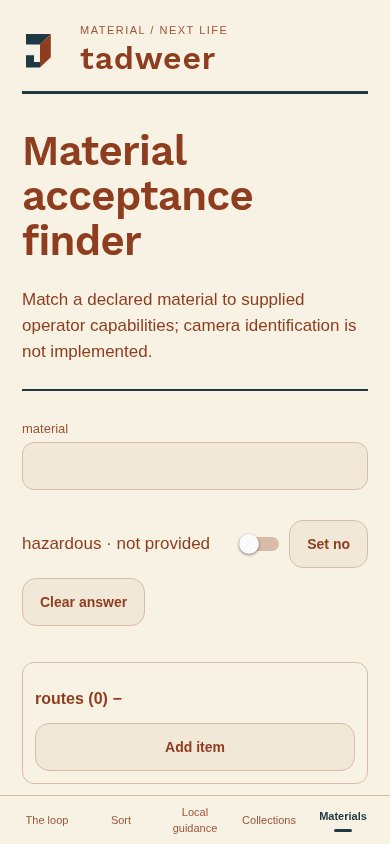 MATERIAL / NEXT LIFE
tadweer
Material
acceptance
finder
Match a declared material to supplied
operator capabilities; camera identification is
not implemented.
material
hazardous · not provided
Set no
Clear answer
routes (0) –
Add item
The loop
Sort
Local
guidance
Collections
Materials